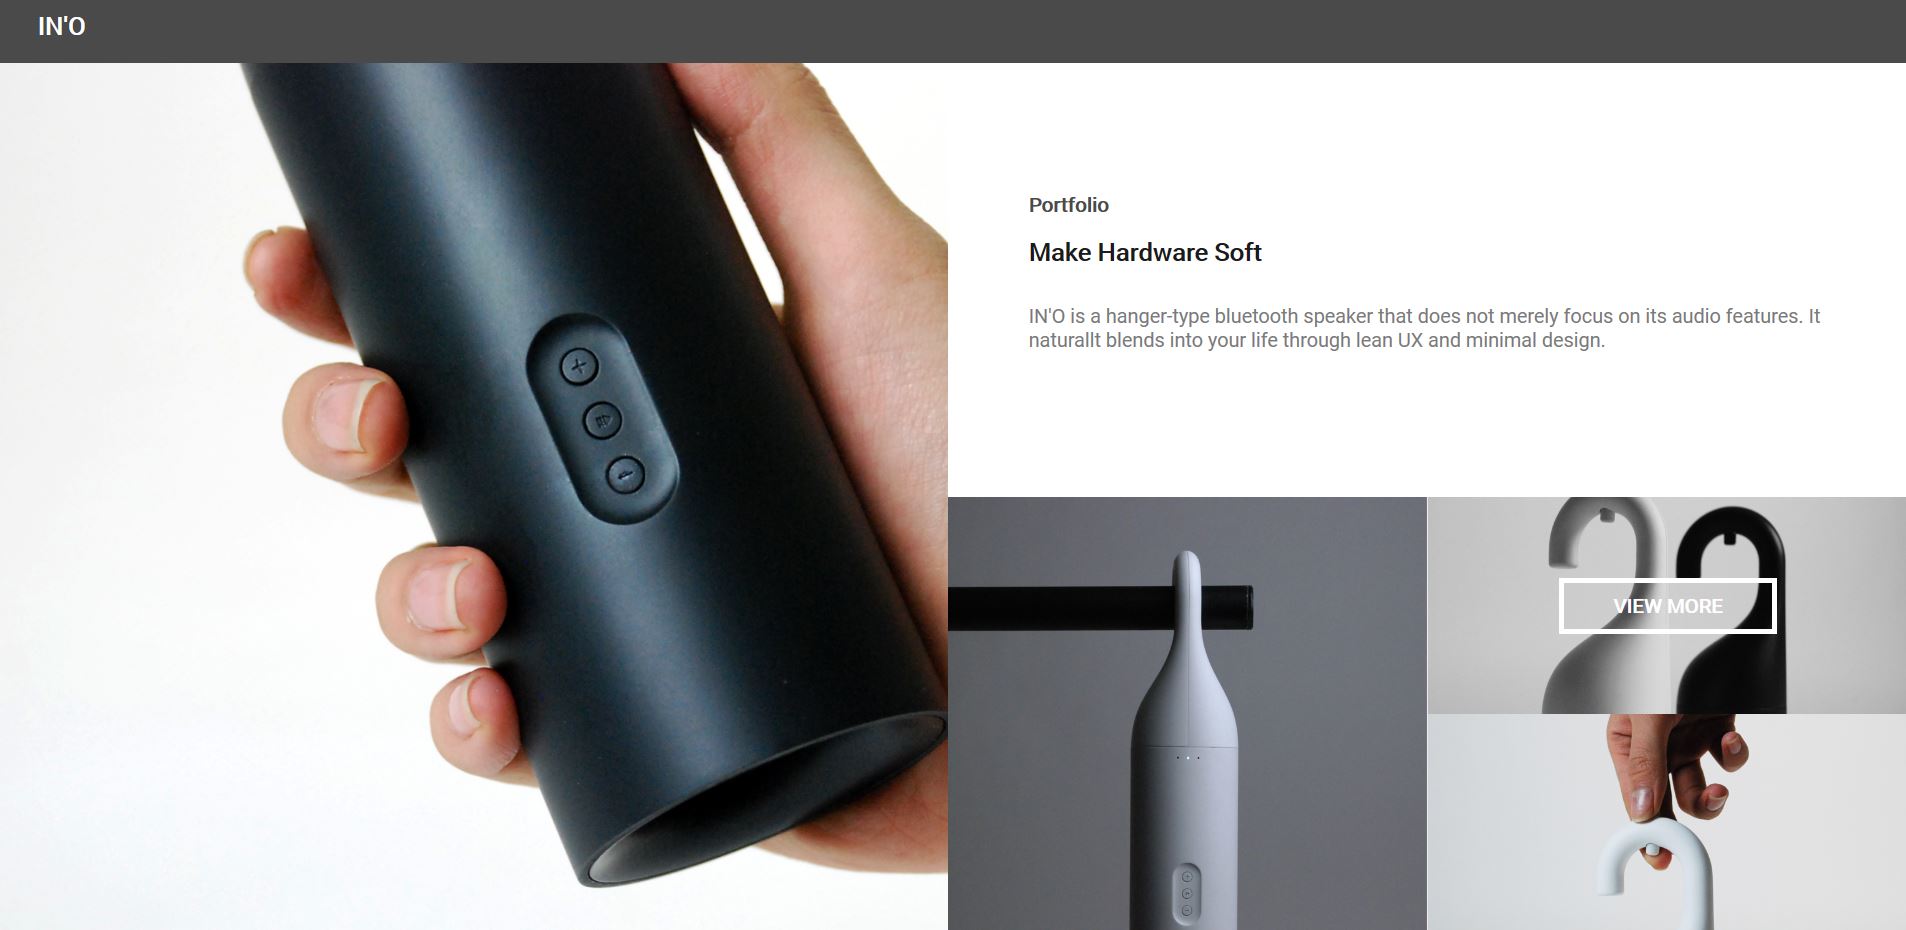 IN'O
Portfolio
Make Hardware Soft
IN'O is a hanger-type bluetooth speaker that does not merely focus on its audio features. It
naturallt blends into your life through lean UX and minimal design.
VIEW MORE